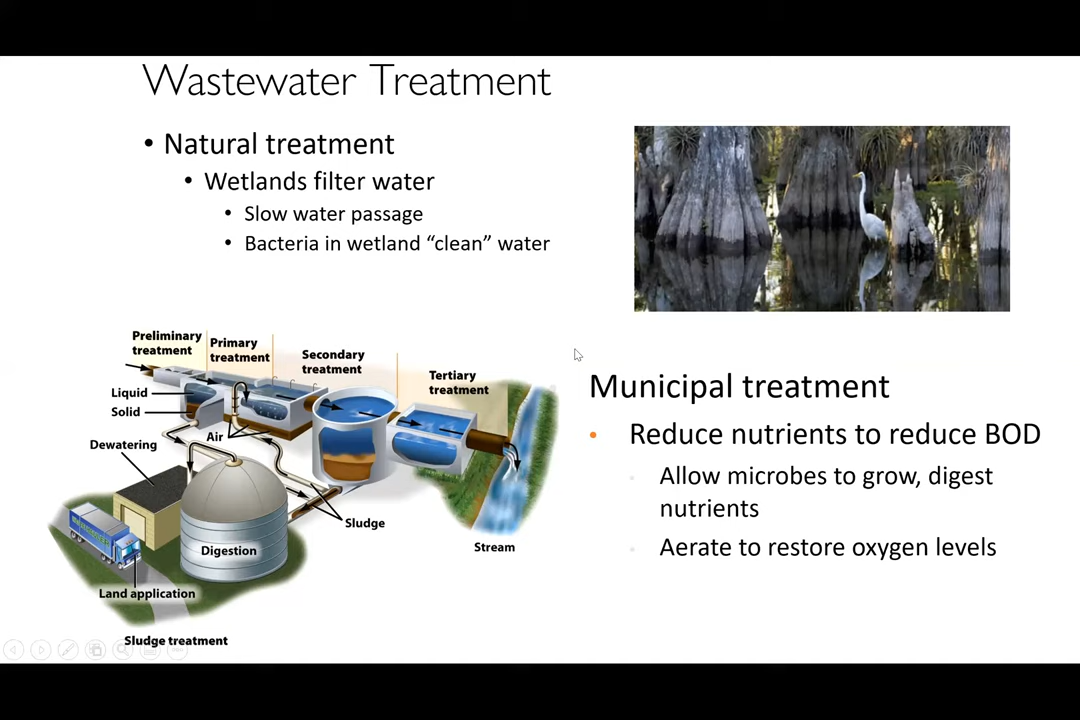 Wastewater Treatment
• Natural treatment
• Wetlands filter water
• Slow water passage
• Bacteria in wetland “clean” water
Preliminary
treatment
Primary
treatment
Secondary
treatment
Tertiary
treatment
Liquid
Solid
Air
Dewatering
Sludge
Digestion
Stream
Land application
Sludge treatment
Municipal treatment
• Reduce nutrients to reduce BOD
• Allow microbes to grow, digest
nutrients
• Aerate to restore oxygen levels